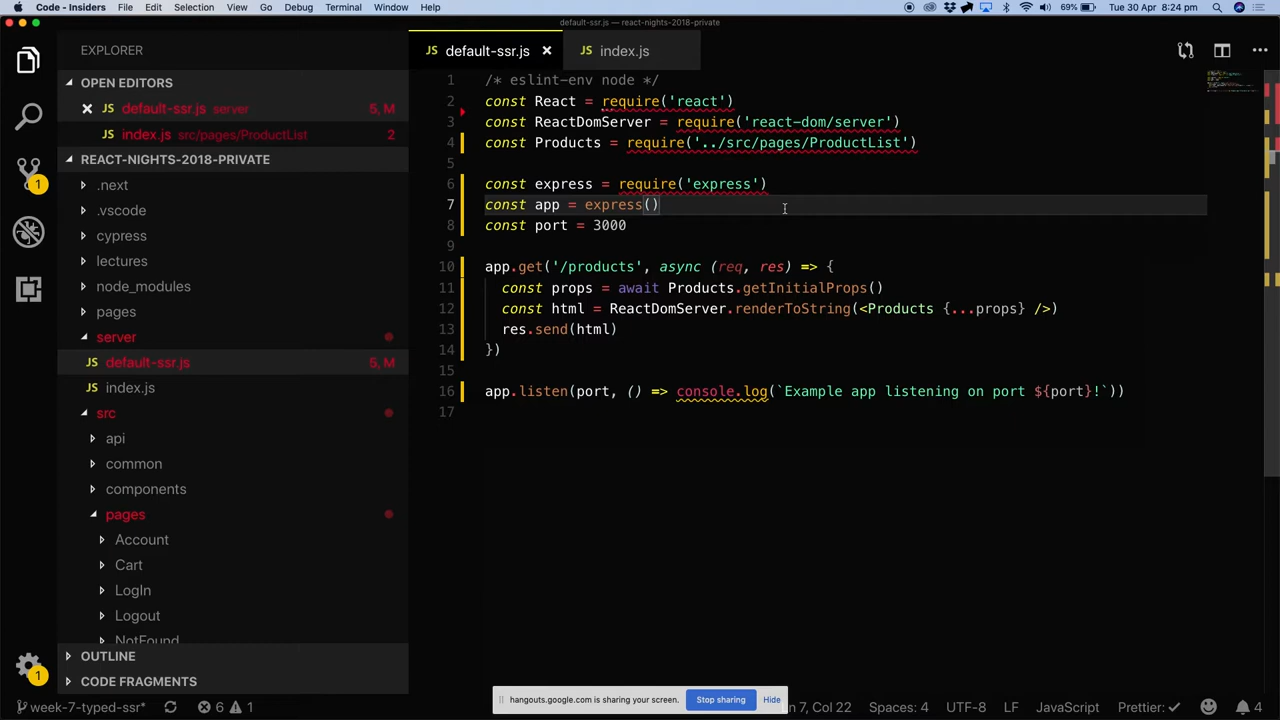 Code - Insiders File Edit Selection View Go Debug Terminal Window Help 69% Tue 30 Apr 8:24 pm
default-ssr.js — react-nights-2018-private
EXPLORER
OPEN EDITORS
JS default-ssr.js server 5, M
JS index.js src/pages/ProductList 2
REACT-NIGHTS-2018-PRIVATE
.next
.vscode
cypress
lectures
node_modules
pages
server
JS default-ssr.js 5, M
JS index.js
src
api
common
components
pages
Account
Cart
LogIn
Logout
NotFound
OUTLINE
CODE FRAGMENTS
1
1
JS default-ssr.js JS index.js
1 /* eslint-env node */
2 const React = require('react')
3 const ReactDomServer = require('react-dom/server')
4 const Products = require('../src/pages/ProductList')
5
6 const express = require('express')
7 const app = express()
8 const port = 3000
9
10 app.get('/products', async (req, res) => {
11 const props = await Products.getInitialProps()
12 const html = ReactDomServer.renderToString(<Products {...props} />)
13 res.send(html)
14 })
15
16 app.listen(port, () => console.log(`Example app listening on port ${port}!`))
17
hangouts.google.com is sharing your screen. Stop sharing Hide
week-7-typed-ssr* 6 1 n 7, Col 22 Spaces: 4 UTF-8 LF JavaScript Prettier: ✓ 4